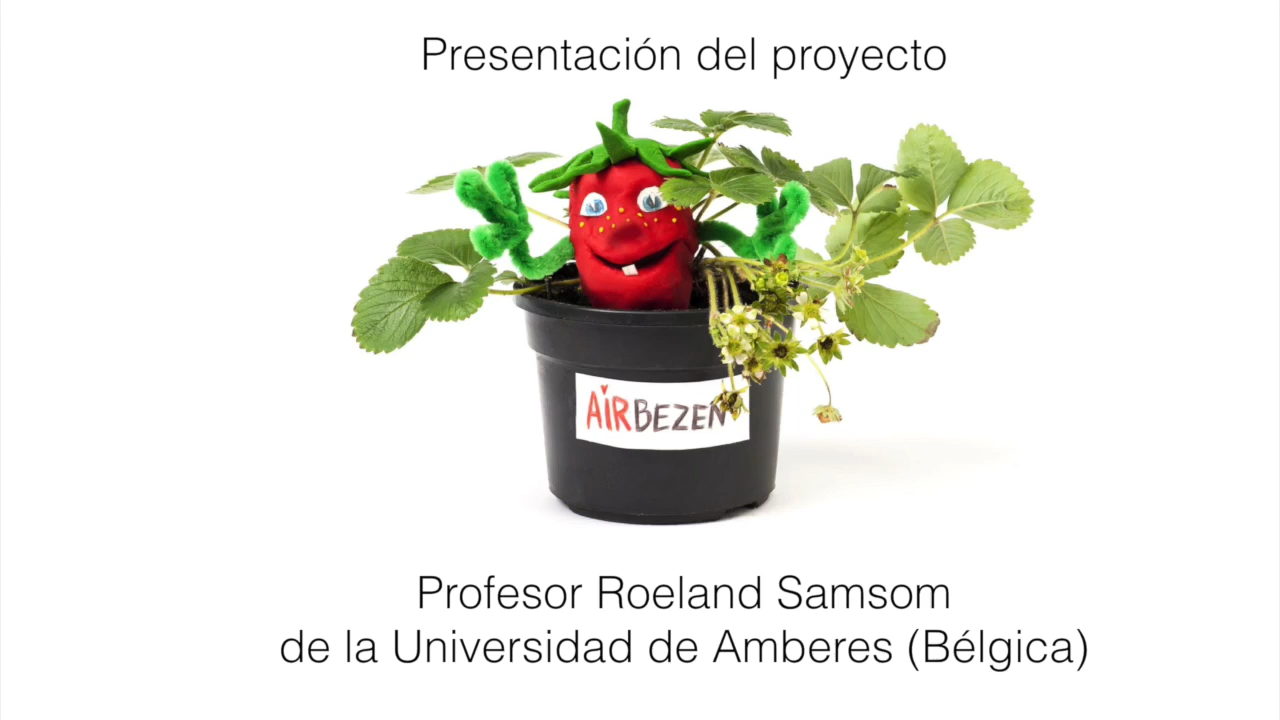 Presentación del proyecto
AIRBEZEN
Profesor Roeland Samsom
de la Universidad de Amberes (Bélgica)